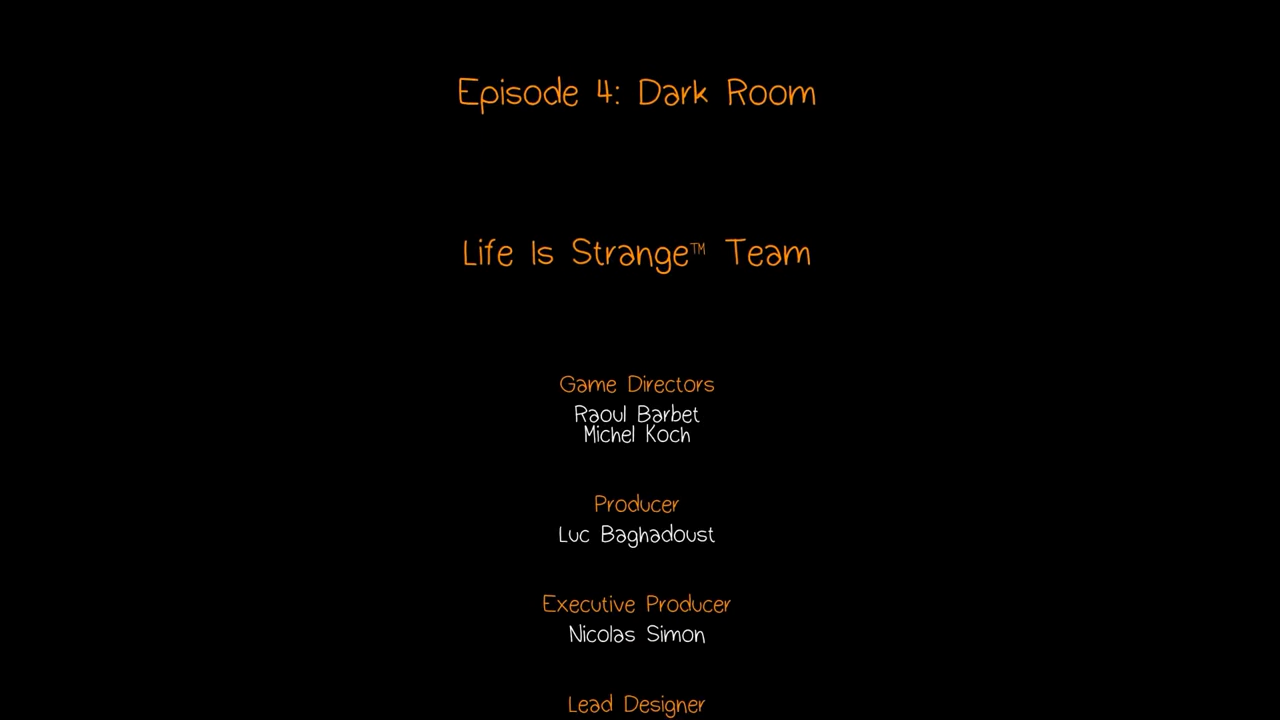 Episode 4: Dark Room
Life Is Strange™ Team
Game Directors
Raoul Barbet
Michel Koch
Producer
Luc Baghadoust
Executive Producer
Nicolas Simon
Lead Designer